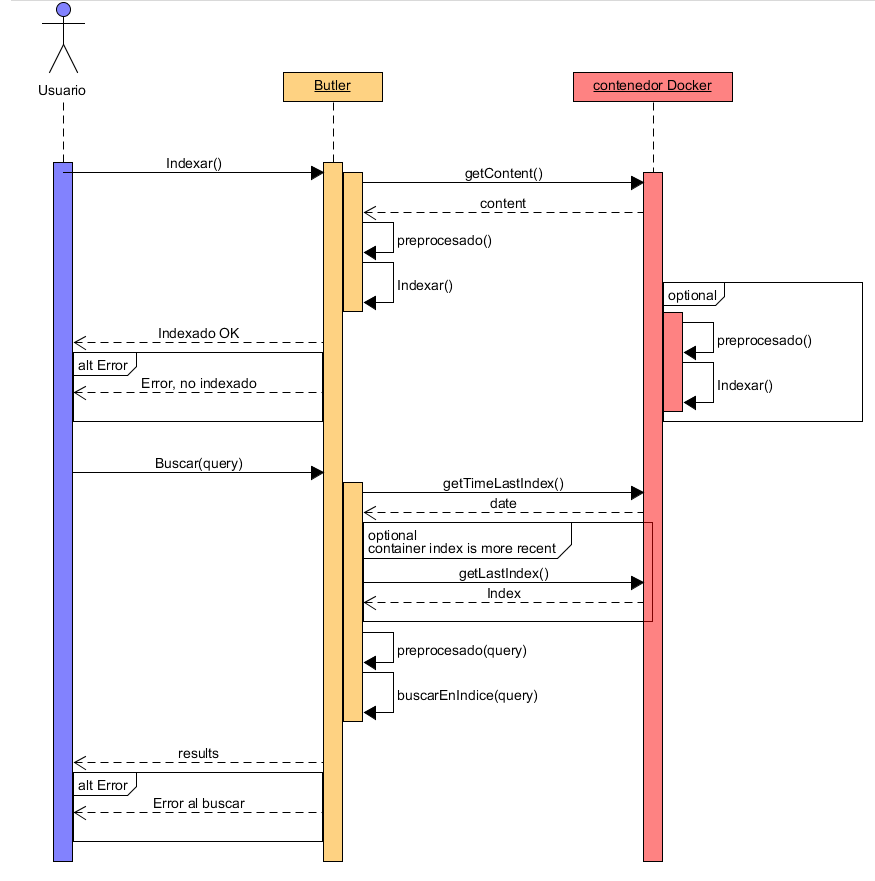 Usuario
Butler
contenedor Docker
Indexar()
getContent()
content
preprocesado()
Indexar()
optional
preprocesado()
Indexar()
Indexado OK
alt Error
Error, no indexado
Buscar(query)
getTimeLastIndex()
date
optional
container index is more recent
getLastIndex()
Index
preprocesado(query)
buscarEnIndice(query)
results
alt Error
Error al buscar